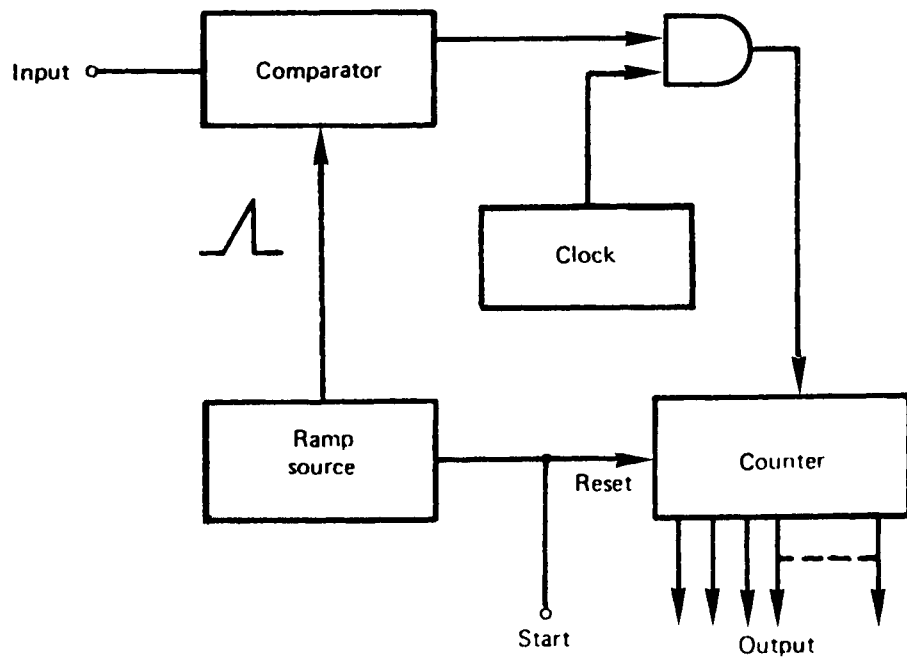 Input
Comparator
Clock
Ramp
source
Reset
Counter
Start
Output